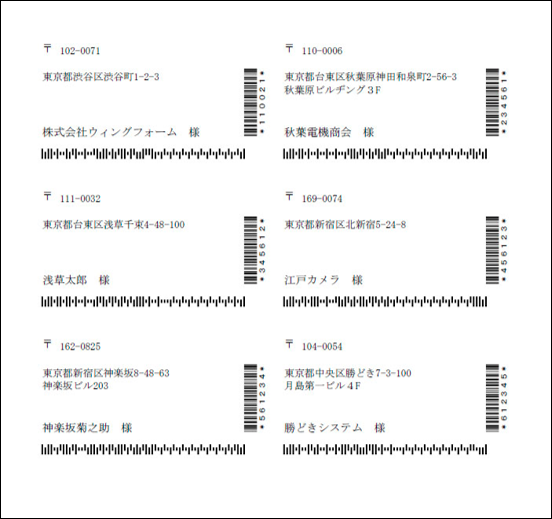 〒 102-0071
東京都渋谷区渋谷町1-2-3
株式会社ウィングフォーム　様
*110021*
〒 110-0006
東京都台東区秋葉原神田和泉町2-56-3
秋葉原ビルヂング３F
秋葉電機商会　様
*234561*
〒 111-0032
東京都台東区浅草千束4-48-100
浅草太郎　様
*345612*
〒 169-0074
東京都新宿区北新宿5-24-8
江戸カメラ　様
*456123*
〒 162-0825
東京都新宿区神楽坂8-48-63
神楽坂ビル203
神楽坂菊之助　様
*561234*
〒 104-0054
東京都中央区勝どき7-3-100
月島第一ビル４F
勝どきシステム　様
*612345*